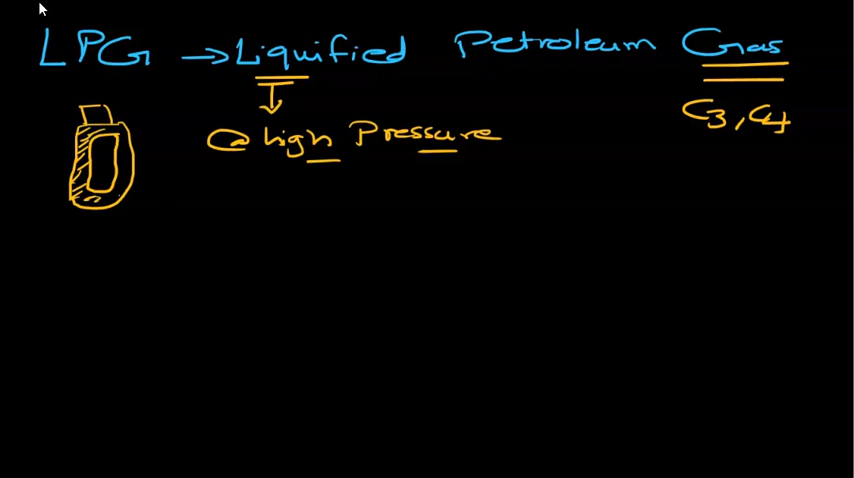 LPG → Liquified Petroleum Gas
C3, C4
@ high Pressure